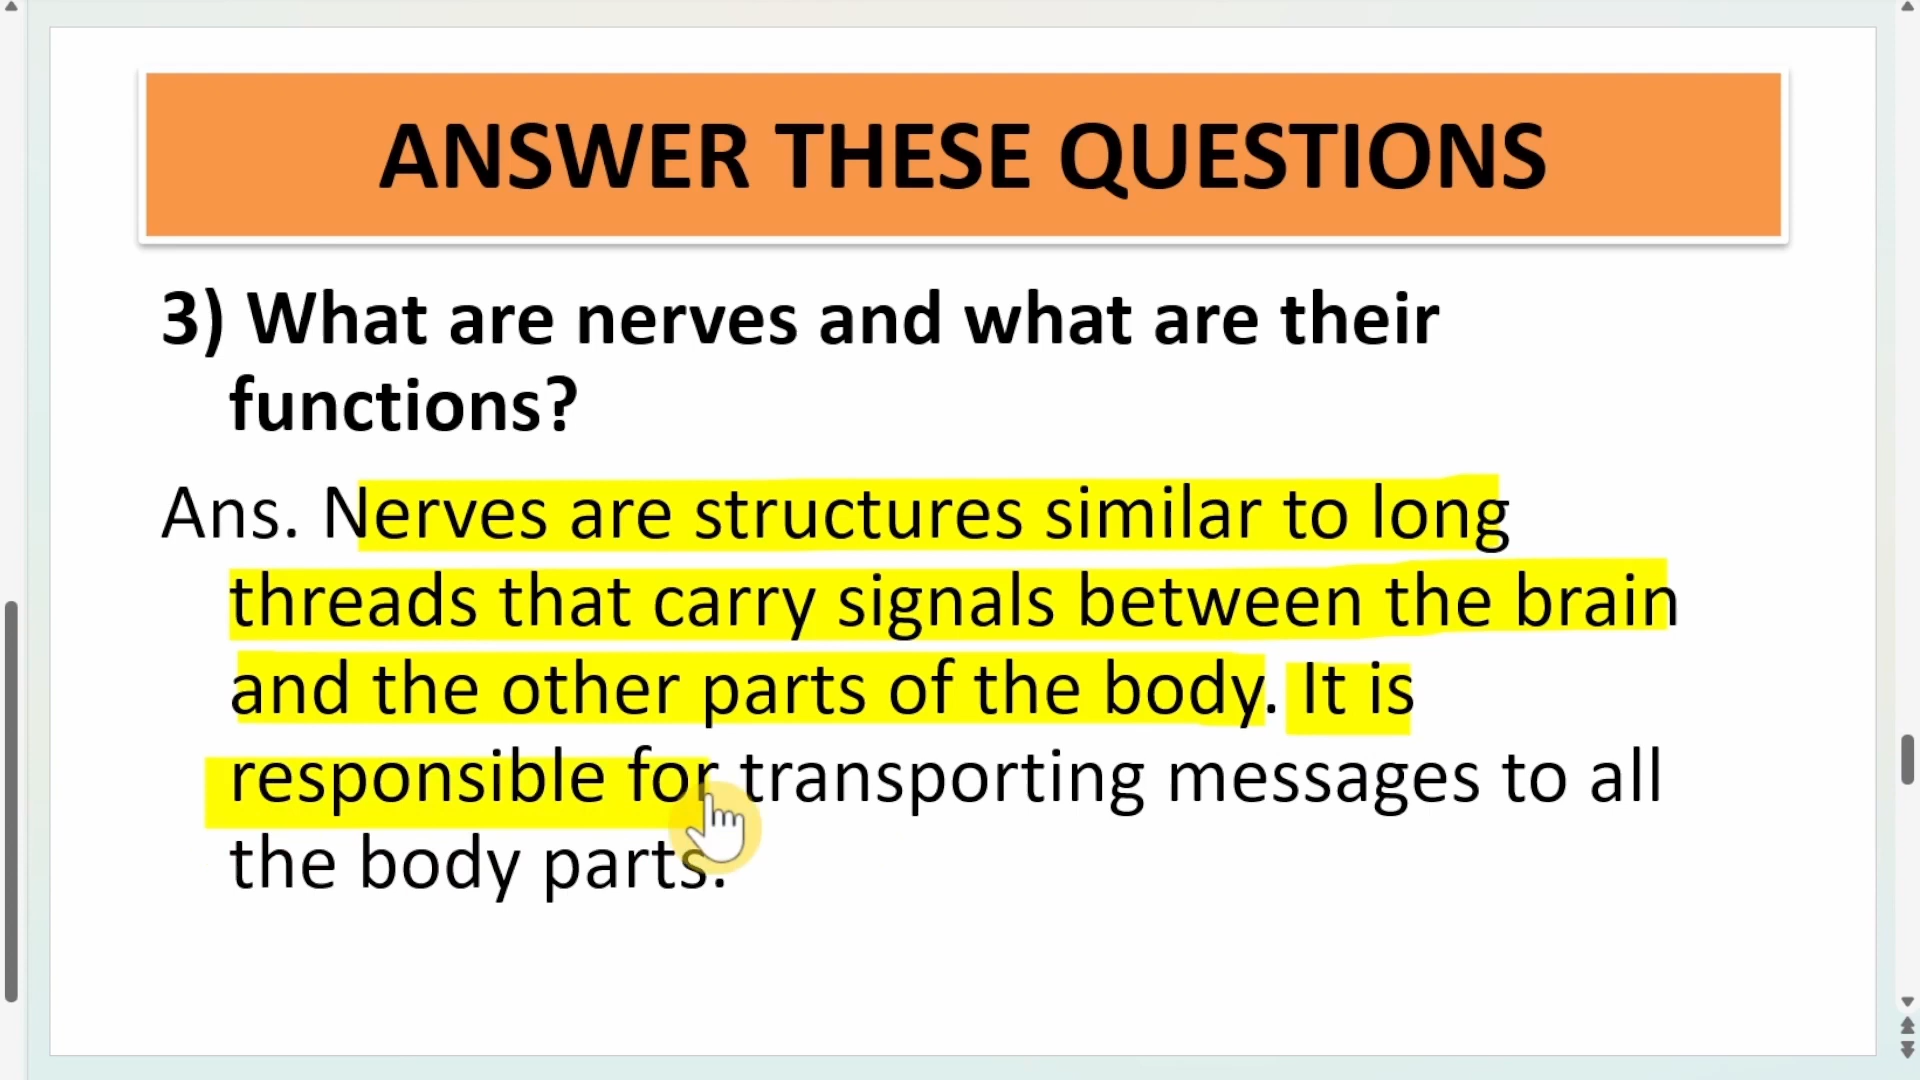 ANSWER THESE QUESTIONS
3) What are nerves and what are their
functions?
Ans. Nerves are structures similar to long
threads that carry signals between the brain
and the other parts of the body. It is
responsible for transporting messages to all
the body parts.